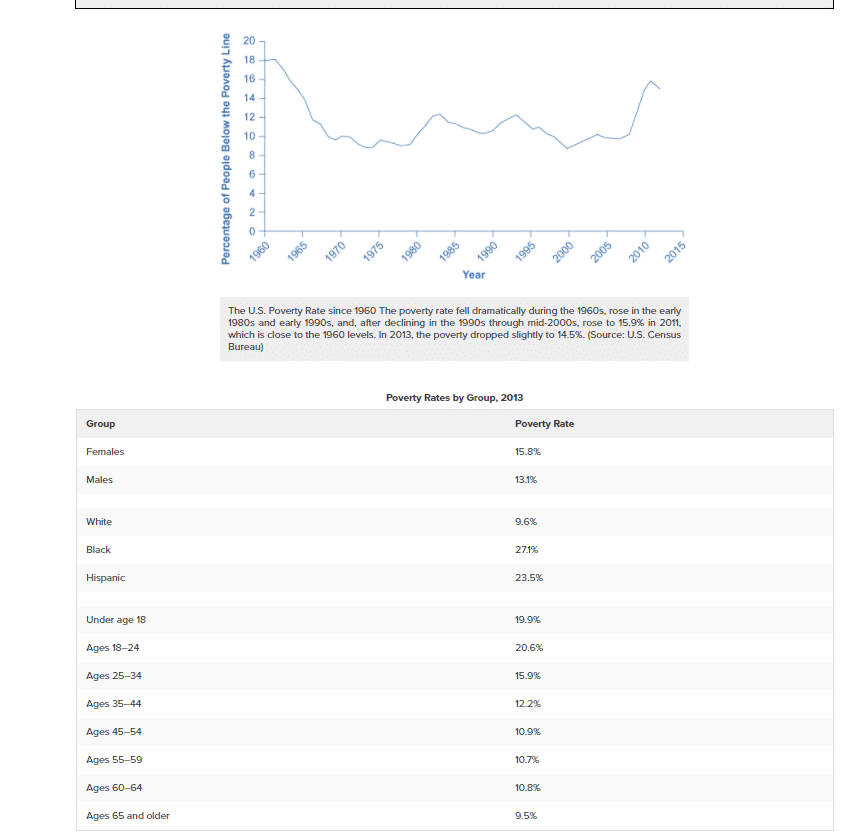 Percentage of People Below the Poverty Line
20
18
16
14
12
10
8
6
4
2
0
1960
1965
1970
1975
1980
1985
1990
1995
2000
2005
2010
2015
Year
The U.S. Poverty Rate since 1960 The poverty rate fell dramatically during the 1960s, rose in the early
1980s and early 1990s, and, after declining in the 1990s through mid-2000s, rose to 15.9% in 2011,
which is close to the 1960 levels. In 2013, the poverty dropped slightly to 14.5%. (Source: U.S. Census
Bureau)
Poverty Rates by Group, 2013
Group Poverty Rate
Females 15.8%
Males 13.1%
White 9.6%
Black 27.1%
Hispanic 23.5%
Under age 18 19.9%
Ages 18–24 20.6%
Ages 25–34 15.9%
Ages 35–44 12.2%
Ages 45–54 10.9%
Ages 55–59 10.7%
Ages 60–64 10.8%
Ages 65 and older 9.5%